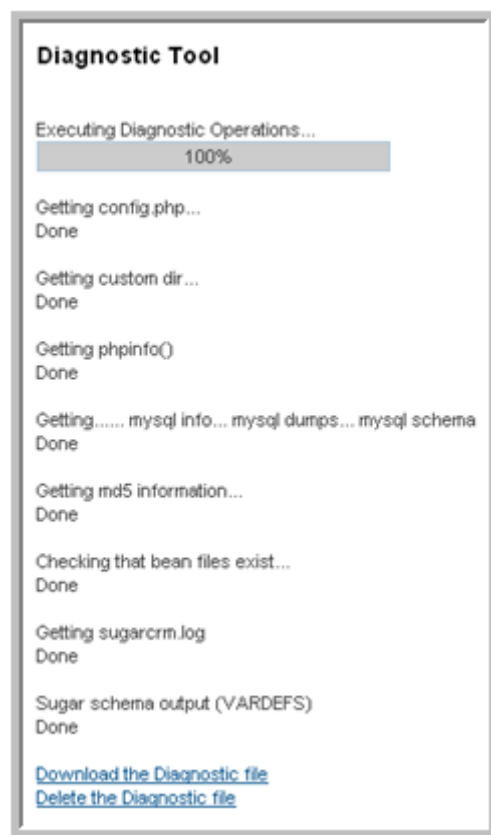 Diagnostic Tool
Executing Diagnostic Operations...
100%
Getting config.php...
Done
Getting custom dir...
Done
Getting phpinfo()
Done
Getting...... mysql info... mysql dumps... mysql schema
Done
Getting md5 information...
Done
Checking that bean files exist...
Done
Getting sugarcrm.log
Done
Sugar schema output (VARDEFS)
Done
Download the Diagnostic file
Delete the Diagnostic file